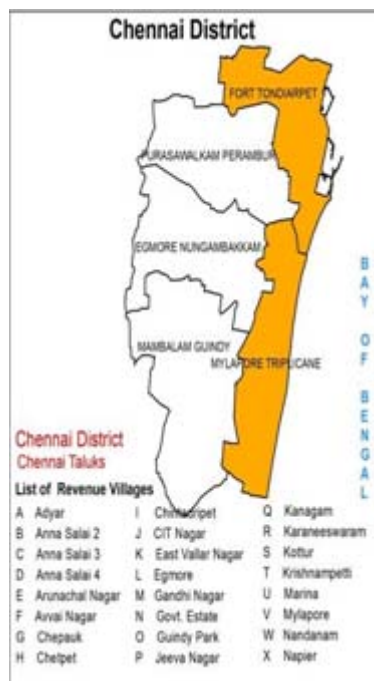 Chennai District
FORT TONDIARPET
PURASAWALKAM PERAMBUR
EGMORE NUNGAMBAKKAM
MAMBALAM GUINDY
MYLAPORE TRIPLICANE
BAY OF BENGAL
Chennai District
Chennai Taluks
List of Revenue Villages
A Adyar
B Anna Salai 2
C Anna Salai 3
D Anna Salai 4
E Arunachal Nagar
F Avvai Nagar
G Chepauk
H Chetpet
I Chintadripet
J CIT Nagar
K East Vallar Nagar
L Egmore
M Gandhi Nagar
N Govt. Estate
O Guindy Park
P Jeeva Nagar
Q Kanagam
R Karaneeswaram
S Kottur
T Krishnampetti
U Marina
V Mylapore
W Nandanam
X Napier